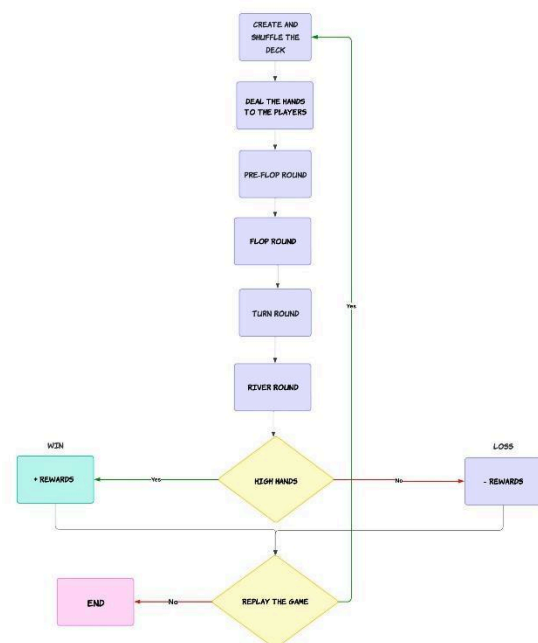 CREATE AND
SHUFFLE THE
DECK
DEAL THE HANDS
TO THE PLAYERS
PRE-FLOP ROUND
FLOP ROUND
Yes
TURN ROUND
RIVER ROUND
WIN
LOSS
+ REWARDS
Yes
HIGH HANDS
No
- REWARDS
END
No
REPLAY THE GAME